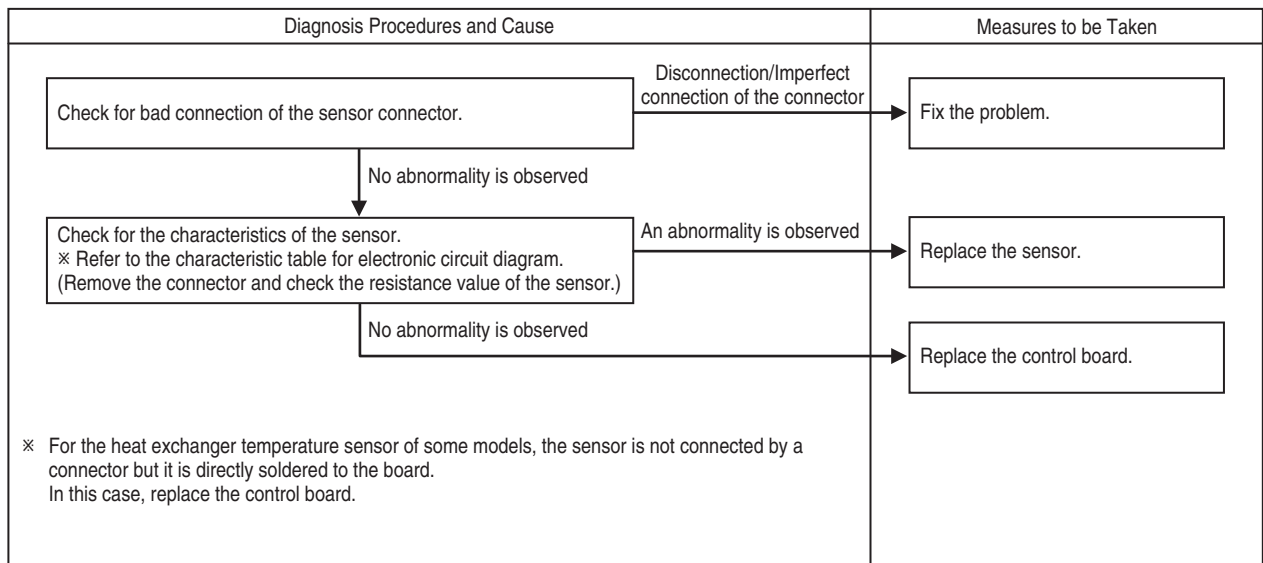 Diagnosis Procedures and Cause
Measures to be Taken
Disconnection/Imperfect
connection of the connector
Check for bad connection of the sensor connector.
Fix the problem.
No abnormality is observed
Check for the characteristics of the sensor.
※ Refer to the characteristic table for electronic circuit diagram.
(Remove the connector and check the resistance value of the sensor.)
An abnormality is observed
Replace the sensor.
No abnormality is observed
Replace the control board.
※ For the heat exchanger temperature sensor of some models, the sensor is not connected by a
connector but it is directly soldered to the board.
In this case, replace the control board.